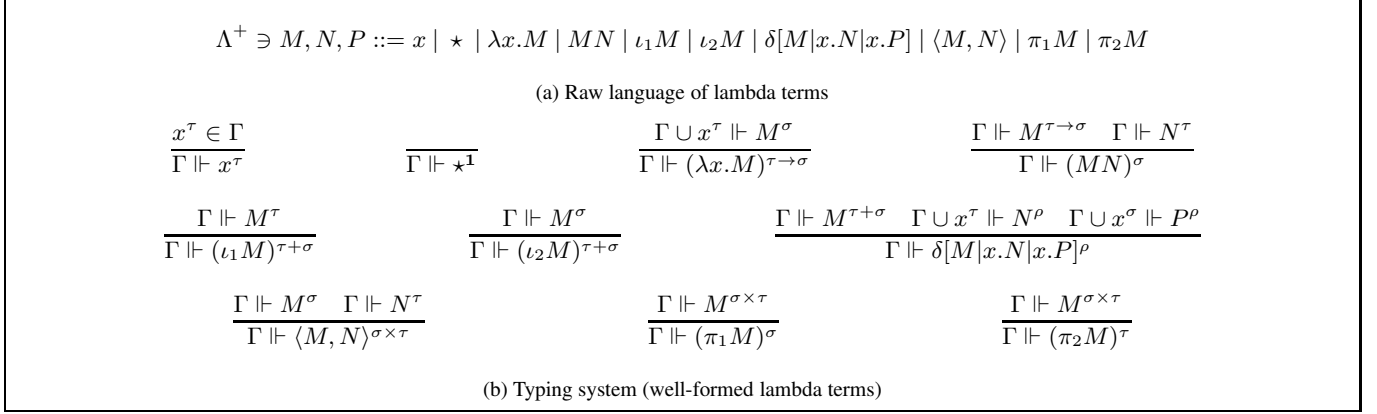 Λ⁺ ∋ M, N, P ::= x | ⋆ | λx.M | MN | ι₁M | ι₂M | δ[M|x.N|x.P] | ⟨M, N⟩ | π₁M | π₂M
(a) Raw language of lambda terms
x^τ ∈ Γ    Γ ∪ x^τ ⊩ M^σ    Γ ⊩ M^{τ→σ}    Γ ⊩ N^τ
Γ ⊩ x^τ    Γ ⊩ ⋆^𝟏    Γ ⊩ (λx.M)^{τ→σ}    Γ ⊩ (MN)^σ
Γ ⊩ M^τ    Γ ⊩ M^σ    Γ ⊩ M^{τ+σ}    Γ ∪ x^τ ⊩ N^ρ    Γ ∪ x^σ ⊩ P^ρ
Γ ⊩ (ι₁M)^{τ+σ}    Γ ⊩ (ι₂M)^{τ+σ}    Γ ⊩ δ[M|x.N|x.P]^ρ
Γ ⊩ M^σ    Γ ⊩ N^τ    Γ ⊩ M^{σ×τ}    Γ ⊩ M^{σ×τ}
Γ ⊩ ⟨M, N⟩^{σ×τ}    Γ ⊩ (π₁M)^σ    Γ ⊩ (π₂M)^τ
(b) Typing system (well-formed lambda terms)